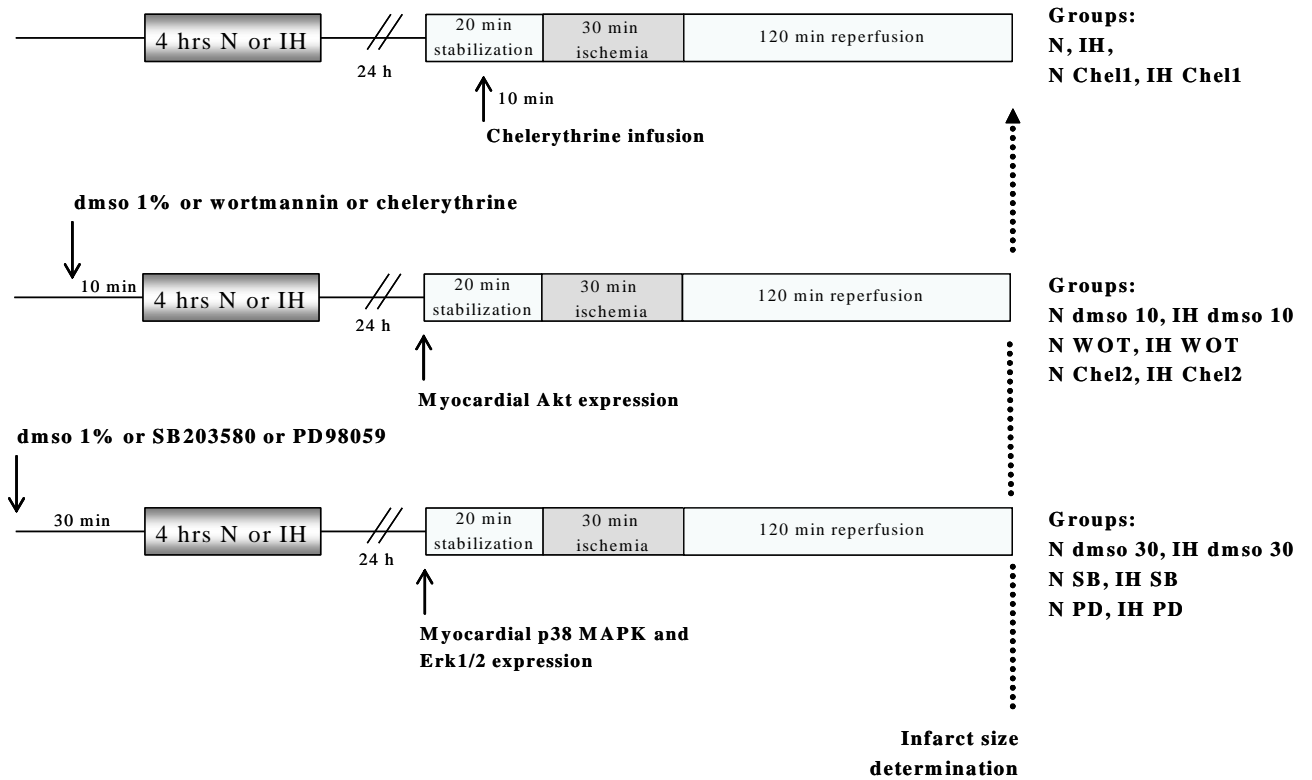 4 hrs N or IH
24 h
20 min
stabilization
30 min
ischemia
120 min reperfusion
10 min
Chelerythrine infusion
Groups:
N, IH,
N Chel1, IH Chel1
dmso 1% or wortmannin or chelerythrine
10 min
4 hrs N or IH
24 h
20 min
stabilization
30 min
ischemia
120 min reperfusion
Myocardial Akt expression
Groups:
N dmso 10, IH dmso 10
N WOT, IH WOT
N Chel2, IH Chel2
dmso 1% or SB203580 or PD98059
30 min
4 hrs N or IH
24 h
20 min
stabilization
30 min
ischemia
120 min reperfusion
Myocardial p38 MAPK and
Erk1/2 expression
Groups:
N dmso 30, IH dmso 30
N SB, IH SB
N PD, IH PD
Infarct size
determination